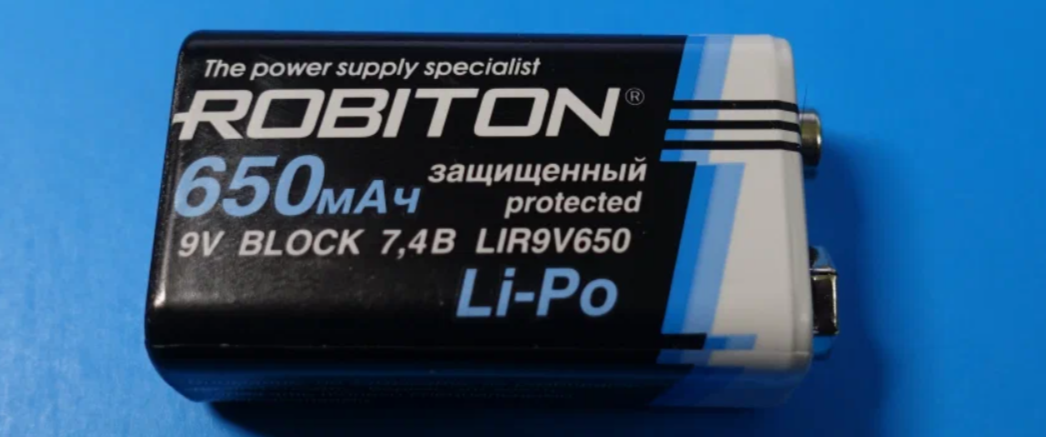 The power supply specialist
ROBITON®
650мАч защищенный
protected
9V BLOCK 7,4В LIR9V650
Li-Po